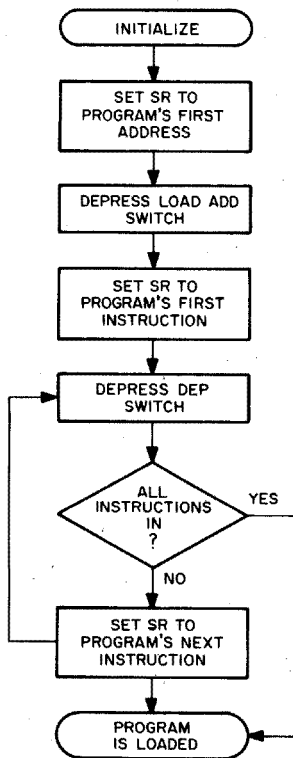 INITIALIZE
SET SR TO
PROGRAM'S FIRST
ADDRESS
DEPRESS LOAD ADD
SWITCH
SET SR TO
PROGRAM'S FIRST
INSTRUCTION
DEPRESS DEP
SWITCH
ALL
INSTRUCTIONS
IN
?
YES
NO
SET SR TO
PROGRAM'S NEXT
INSTRUCTION
PROGRAM
IS LOADED